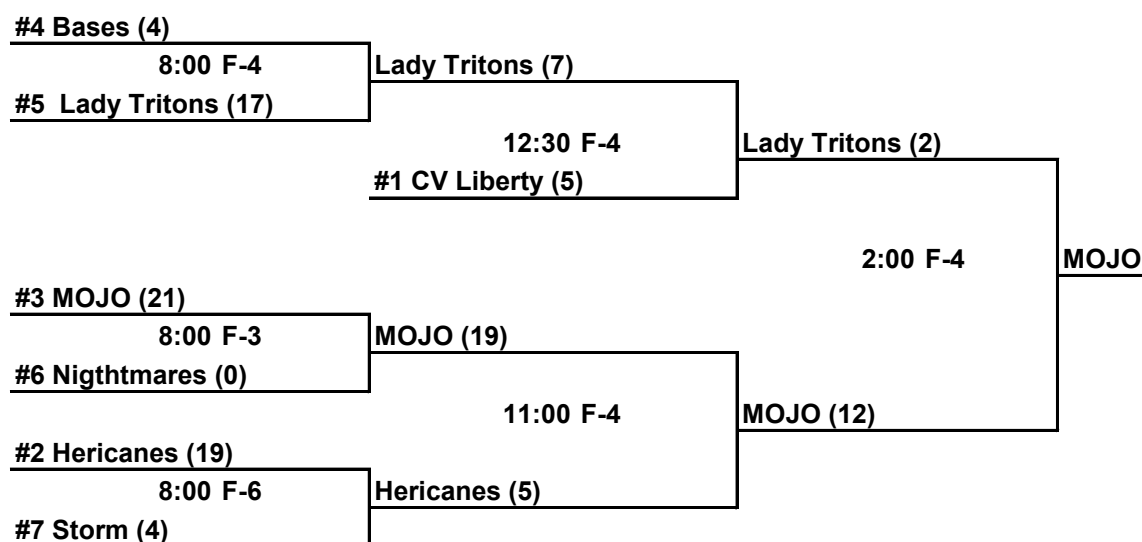 #4 Bases (4)
8:00 F-4
Lady Tritons (7)
#5 Lady Tritons (17)
12:30 F-4
Lady Tritons (2)
#1 CV Liberty (5)
2:00 F-4
MOJO
#3 MOJO (21)
8:00 F-3
MOJO (19)
#6 Nigthtmares (0)
11:00 F-4
MOJO (12)
#2 Hericanes (19)
8:00 F-6
Hericanes (5)
#7 Storm (4)